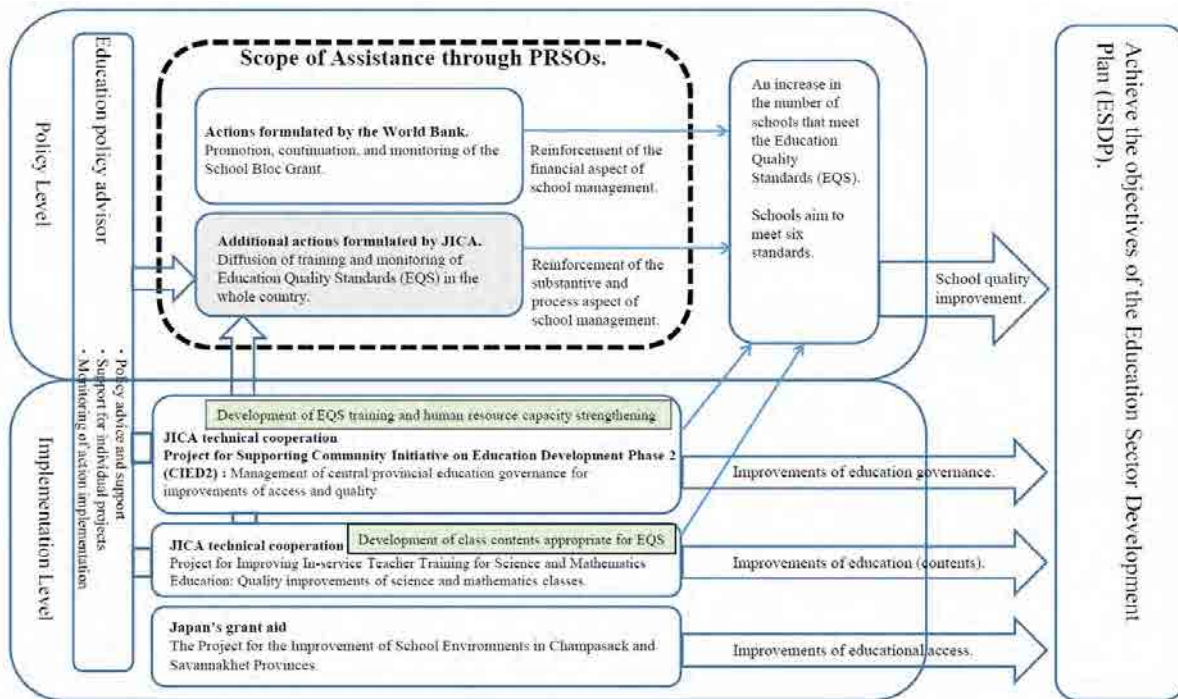 Policy Level
Education policy advisor
Scope of Assistance through PRSOs.
Actions formulated by the World Bank.
Promotion, continuation, and monitoring of the
School Bloc Grant.
Reinforcement of the
financial aspect of
school management.
Additional actions formulated by JICA.
Diffusion of training and monitoring of
Education Quality Standards (EQS) in the
whole country.
Reinforcement of the
substantive and
process aspect of
school management.
An increase in
the number of
schools that meet
the Education
Quality
Standards (EQS).
Schools aim to
meet six
standards.
School quality
improvement.
Achieve the objectives of the Education Sector Development
Plan (ESDP).
Implementation Level
• Policy advice and support
• Support for individual projects
• Monitoring of action implementation
Development of EQS training and human resource capacity strengthening
JICA technical cooperation
Project for Supporting Community Initiative on Education Development Phase 2
(CIED2) : Management of central/provincial education governance for
improvements of access and quality
Improvements of education governance.
Development of class contents appropriate for EQS
JICA technical cooperation
Project for Improving In-service Teacher Training for Science and Mathematics
Education: Quality improvements of science and mathematics classes.
Improvements of education (contents).
Japan's grant aid
The Project for the Improvement of School Environments in Champasack and
Savannakhet Provinces.
Improvements of educational access.